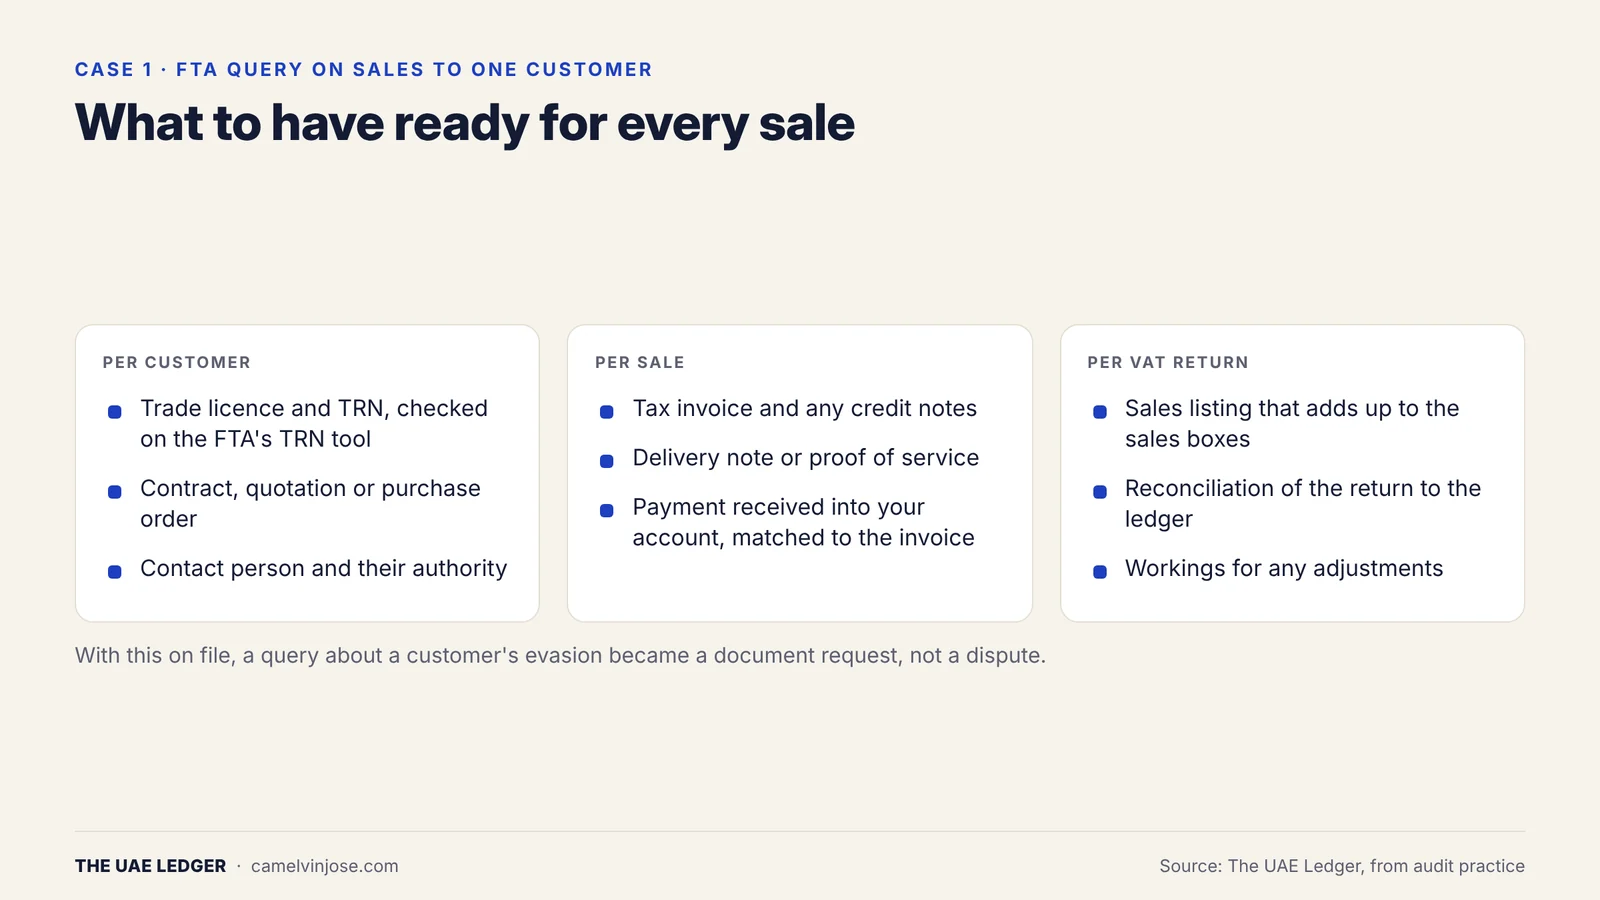 CASE 1 · FTA QUERY ON SALES TO ONE CUSTOMER
What to have ready for every sale
PER CUSTOMER
Trade licence and TRN, checked
on the FTA's TRN tool
Contract, quotation or purchase
order
Contact person and their authority
PER SALE
Tax invoice and any credit notes
Delivery note or proof of service
Payment received into your
account, matched to the invoice
PER VAT RETURN
Sales listing that adds up to the
sales boxes
Reconciliation of the return to the
ledger
Workings for any adjustments
With this on file, a query about a customer's evasion became a document request, not a dispute.
THE UAE LEDGER · camelvinjose.com
Source: The UAE Ledger, from audit practice